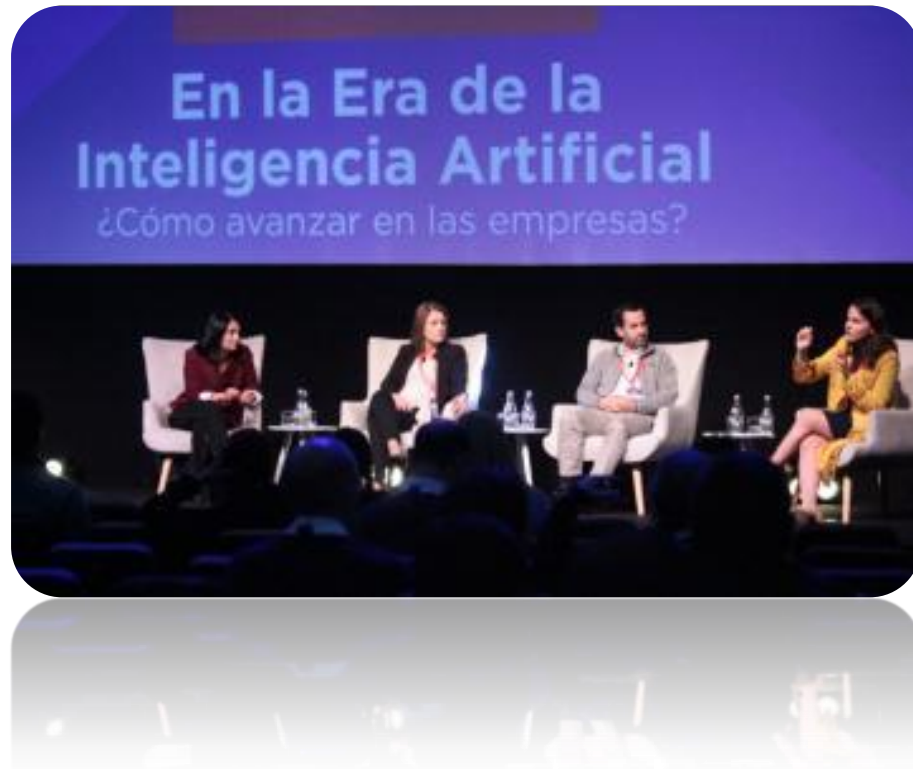 En la Era de la
Inteligencia Artificial
¿Cómo avanzar en las empresas?